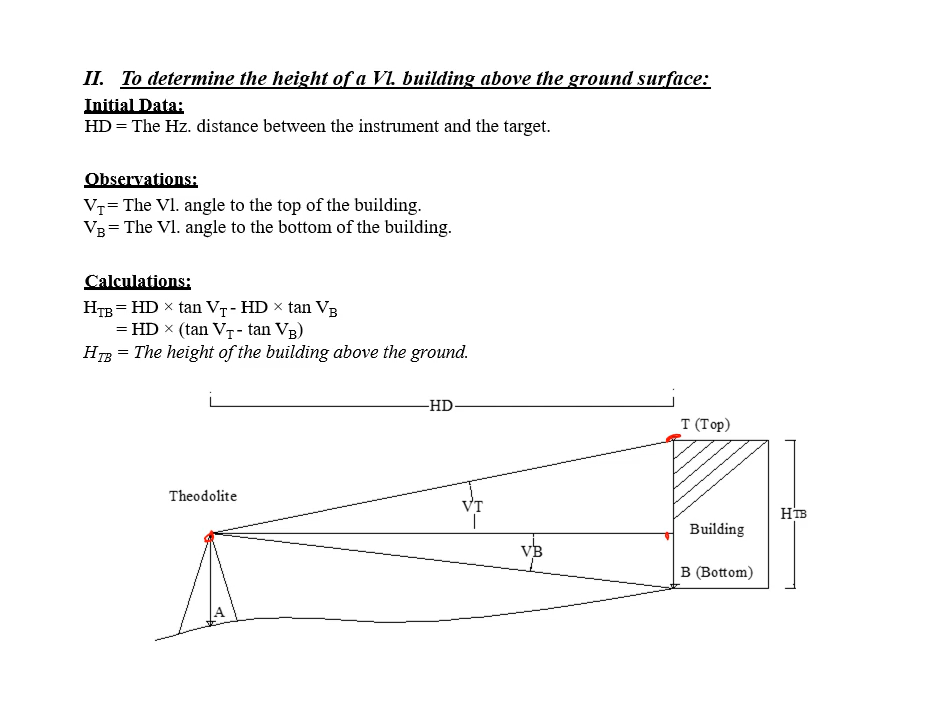 II. To determine the height of a Vl. building above the ground surface:
Initial Data:
HD = The Hz. distance between the instrument and the target.
Observations:
VT= The Vl. angle to the top of the building.
VB= The Vl. angle to the bottom of the building.
Calculations:
HTB= HD × tan VT- HD × tan VB
= HD × (tan VT- tan VB)
HTB = The height of the building above the ground.
HD
T (Top)
Theodolite
VT
HTB
Building
VB
B (Bottom)
A